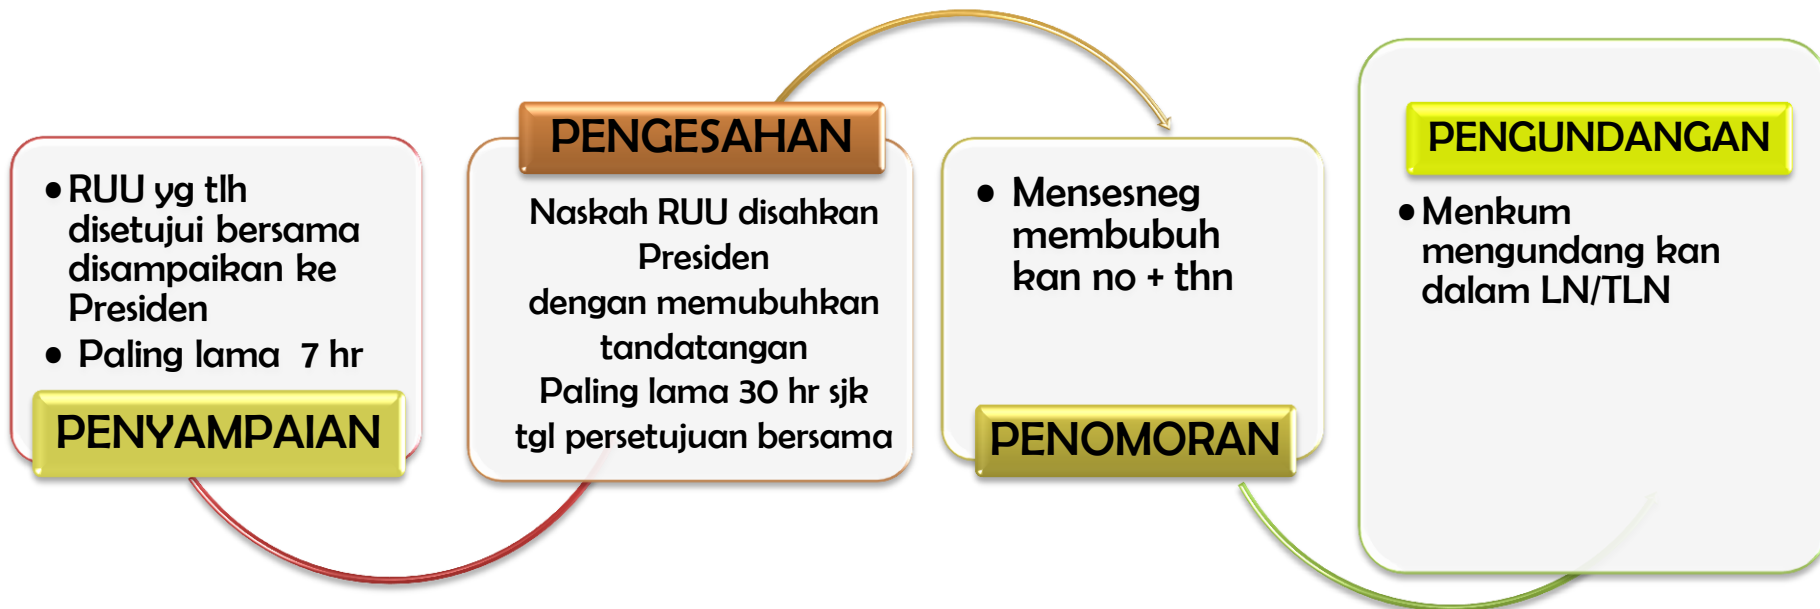 • RUU yg tlh
disetujui bersama
disampaikan ke
Presiden
• Paling lama 7 hr
PENYAMPAIAN
PENGESAHAN
Naskah RUU disahkan
Presiden
dengan memubuhkan
tandatangan
Paling lama 30 hr sjk
tgl persetujuan bersama
• Mensesneg
membubuh
kan no + thn
PENOMORAN
PENGUNDANGAN
• Menkum
mengundang kan
dalam LN/TLN